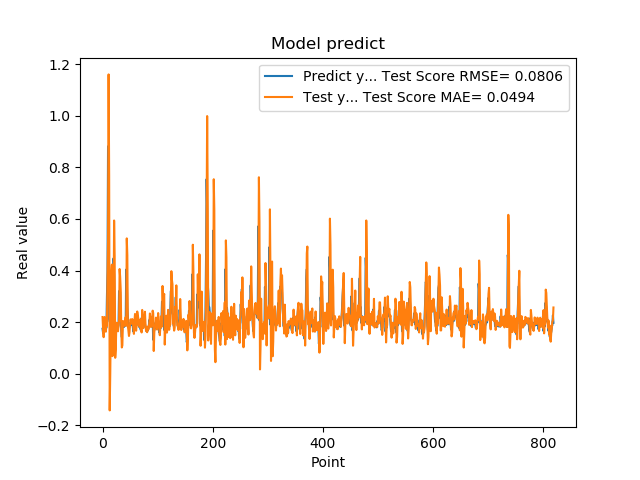 Model predict
Predict y... Test Score RMSE= 0.0806
Test y... Test Score MAE= 0.0494
Real value
1.2
1.0
0.8
0.6
0.4
0.2
0.0
−0.2
0
200
400
600
800
Point